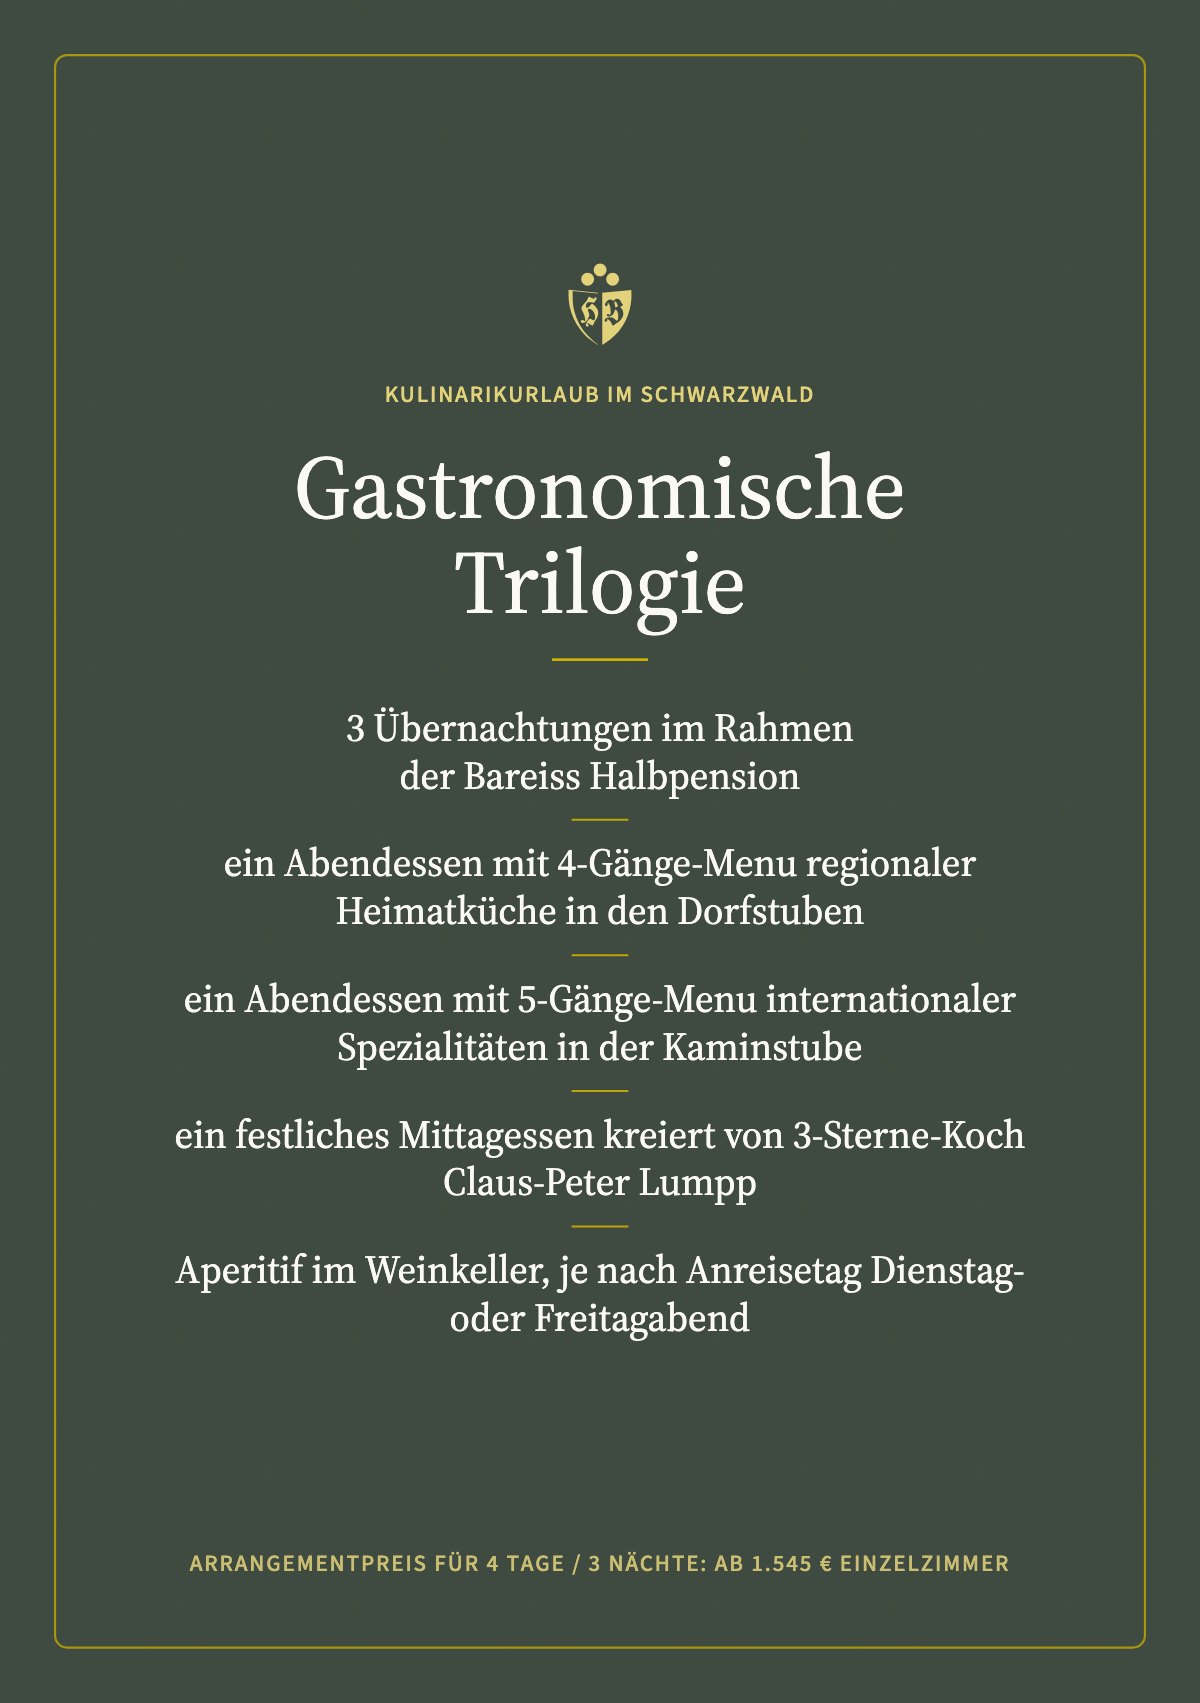 HB
KULINARIKURLAUB IM SCHWARZWALD
Gastronomische
Trilogie
3 Übernachtungen im Rahmen
der Bareiss Halbpension
ein Abendessen mit 4-Gänge-Menu regionaler
Heimatküche in den Dorfstuben
ein Abendessen mit 5-Gänge-Menu internationaler
Spezialitäten in der Kaminstube
ein festliches Mittagessen kreiert von 3-Sterne-Koch
Claus-Peter Lumpp
Aperitif im Weinkeller, je nach Anreisetag Dienstag-
oder Freitagabend
ARRANGEMENTPREIS FÜR 4 TAGE / 3 NÄCHTE: AB 1.545 € EINZELZIMMER